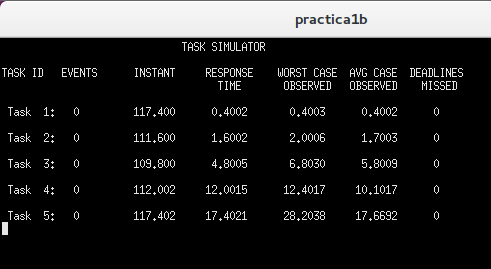 practica1b
TASK SIMULATOR
TASK ID EVENTS INSTANT RESPONSE WORST CASE AVG CASE DEADLINES
TIME OBSERVED OBSERVED MISSED
Task 1: 0 117.400 0.4002 0.4003 0.4002 0
Task 2: 0 111.600 1.6002 2.0006 1.7003 0
Task 3: 0 109.800 4.8005 6.8030 5.8009 0
Task 4: 0 112.002 12.0015 12.4017 10.1017 0
Task 5: 0 117.402 17.4021 28.2038 17.6692 0